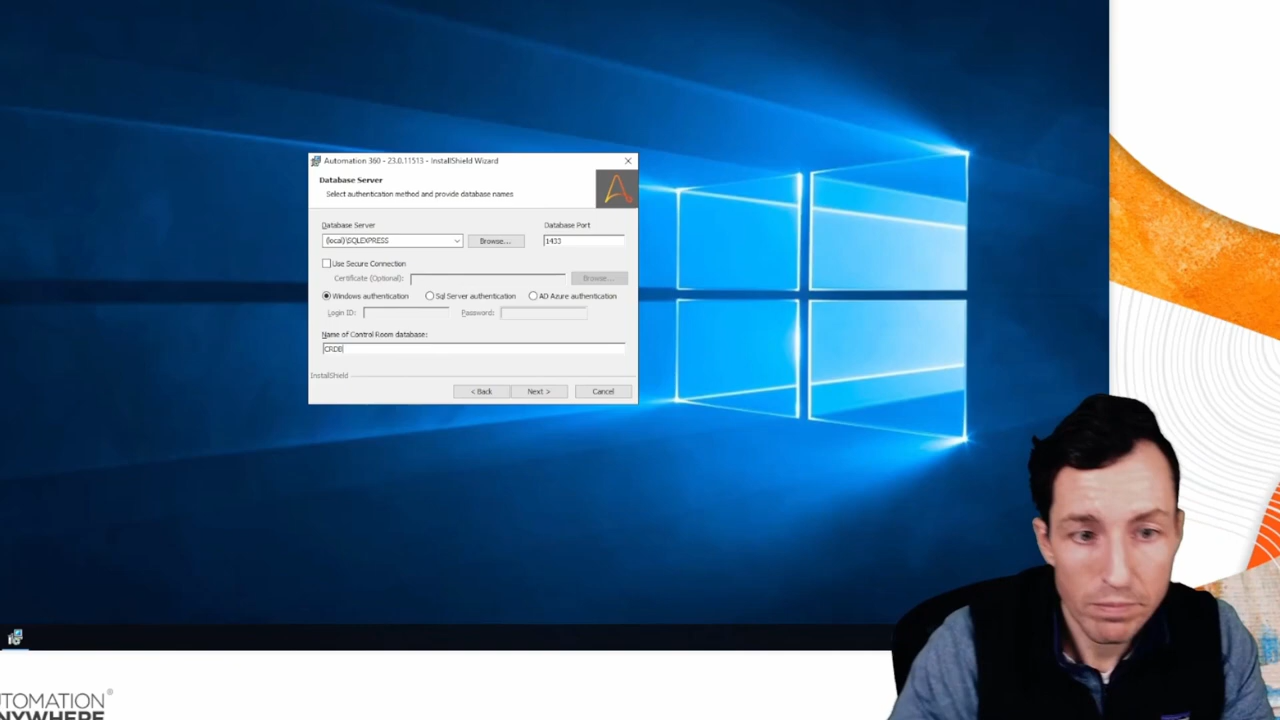 Automation 360 - 23.0.11513 - InstallShield Wizard
Database Server
Select authentication method and provide database names
Database Server
Database Port
(local)\SQLEXPRESS
Browse...
1433
Use Secure Connection
Certificate (Optional):
Browse...
Windows authentication
Sql Server authentication
AD Azure authentication
Login ID:
Password:
Name of Control Room database:
CRDB
InstallShield
< Back
Next >
Cancel
UTOMATION
NYWHERE